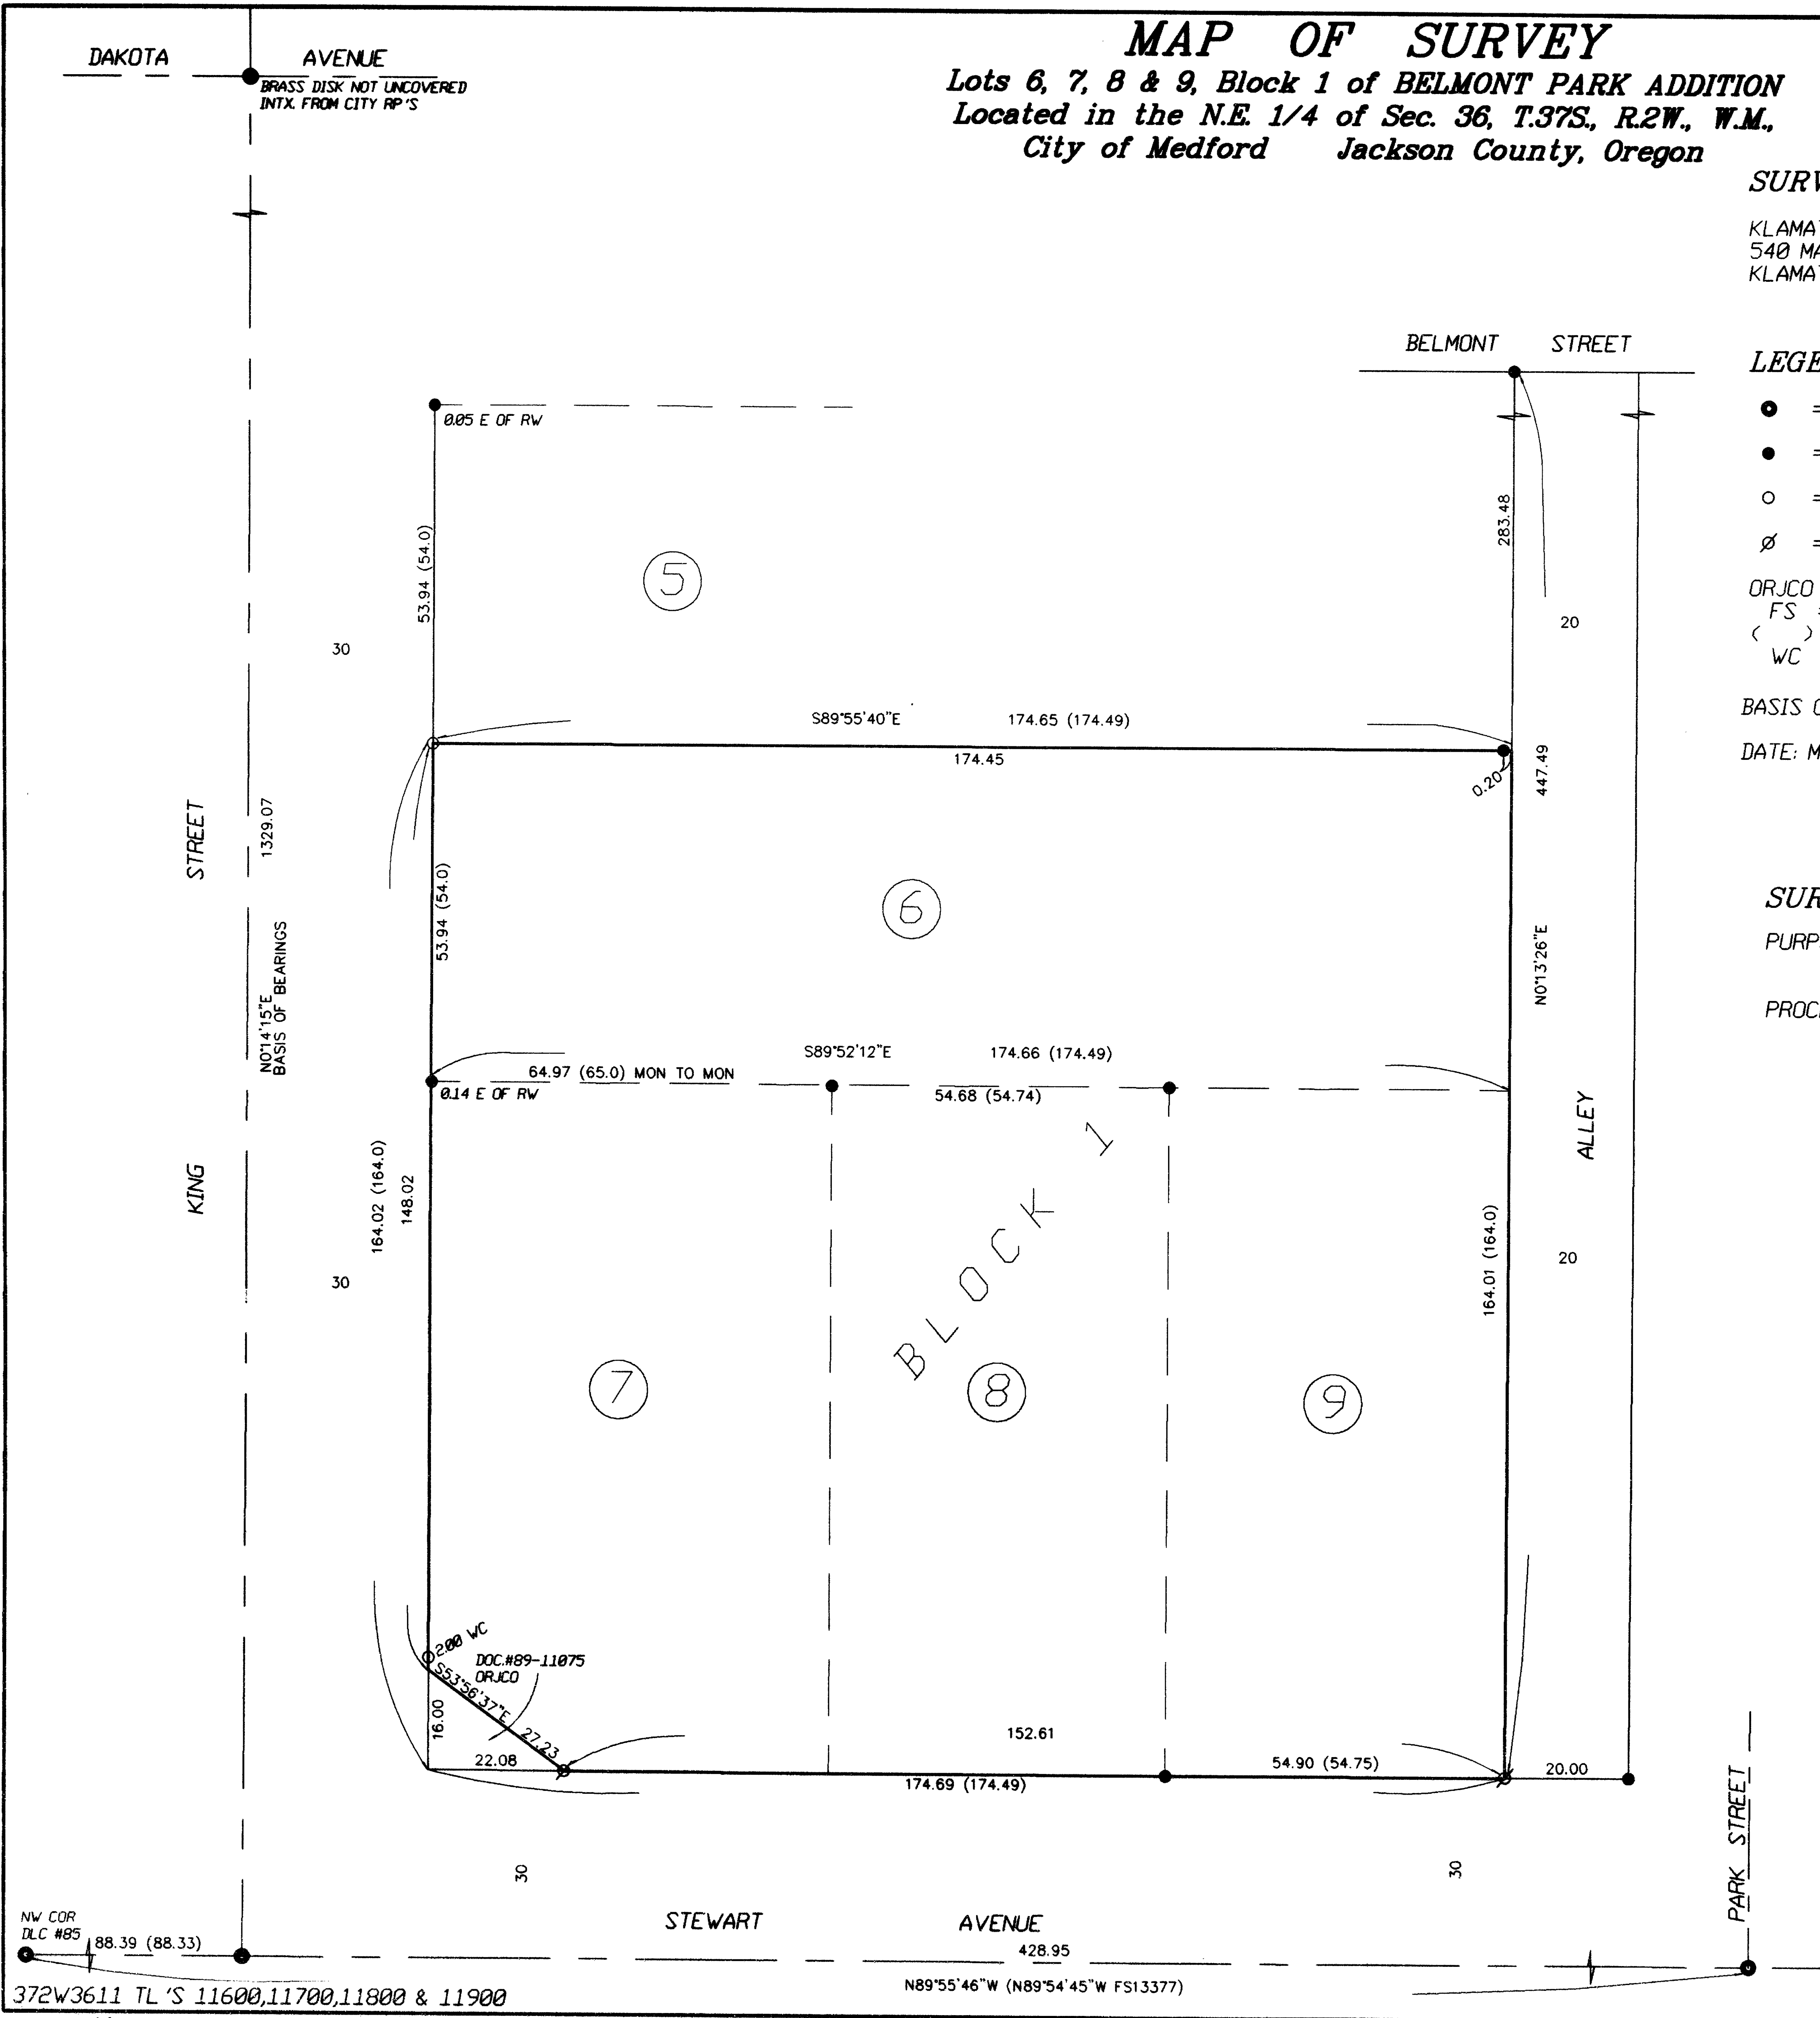 MAP OF SURVEY
Lots 6, 7, 8 & 9, Block 1 of BELMONT PARK ADDITION
Located in the N.E. 1/4 of Sec. 36, T.37S., R.2W., W.M.,
City of Medford Jackson County, Oregon
DAKOTA AVENUE
BRASS DISK NOT UNCOVERED
INTX. FROM CITY RP'S
SURV
KLAMA
540 MA
KLAMA
BELMONT STREET
LEGE
=
=
=
=
ORJCO
FS =
( )
WC
BASIS O
DATE: M
SUR
PURP
PROC
0.05 E OF RW
53.94 (54.0)
5
283.48
30
20
S89°55'40"E 174.65 (174.49)
174.45
0.20
447.49
KING STREET
1329.07
N0°14'15"E
BASIS OF BEARINGS
53.94 (54.0)
6
N0°13'26"E
S89°52'12"E 174.66 (174.49)
64.97 (65.0) MON TO MON
0.14 E OF RW
54.68 (54.74)
BLOCK 1
ALLEY
164.02 (164.0)
148.02
164.01 (164.0)
30
20
7
8
9
2.00 WC
DOC.#89-11075
ORJCO
S53°56'37"E 27.23
16.00
22.08
152.61
174.69 (174.49)
54.90 (54.75)
20.00
PARK STREET
30
30
STEWART AVENUE
NW COR
DLC #85
88.39 (88.33)
428.95
N89°55'46"W (N89°54'45"W FS13377)
372W3611 TL'S 11600,11700,11800 & 11900